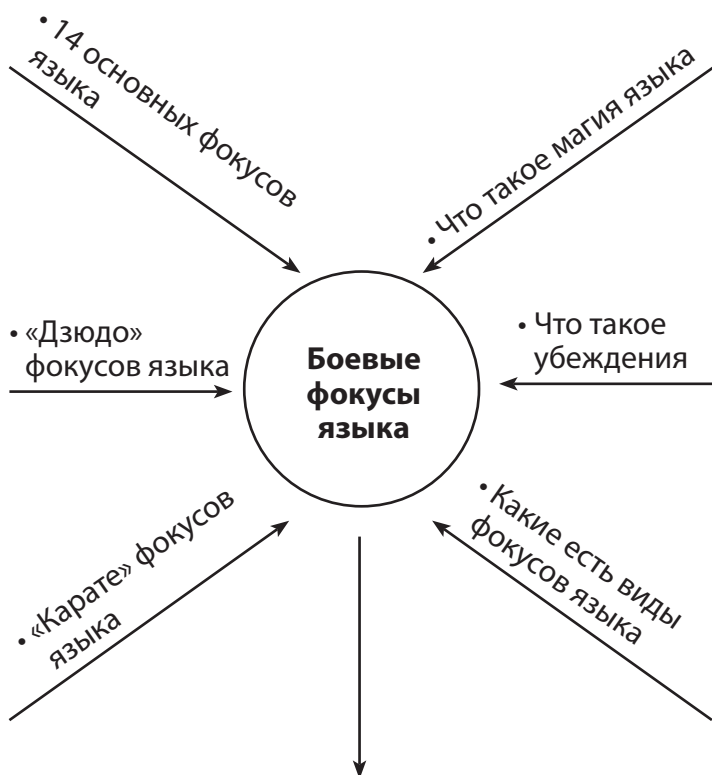 • 14 основных фокусов
языка
• Что такое магия языка
• «Дзюдо»
фокусов языка
Боевые
фокусы
языка
• Что такое
убеждения
• «Карате» фокусов
языка
• Какие есть виды
фокусов языка